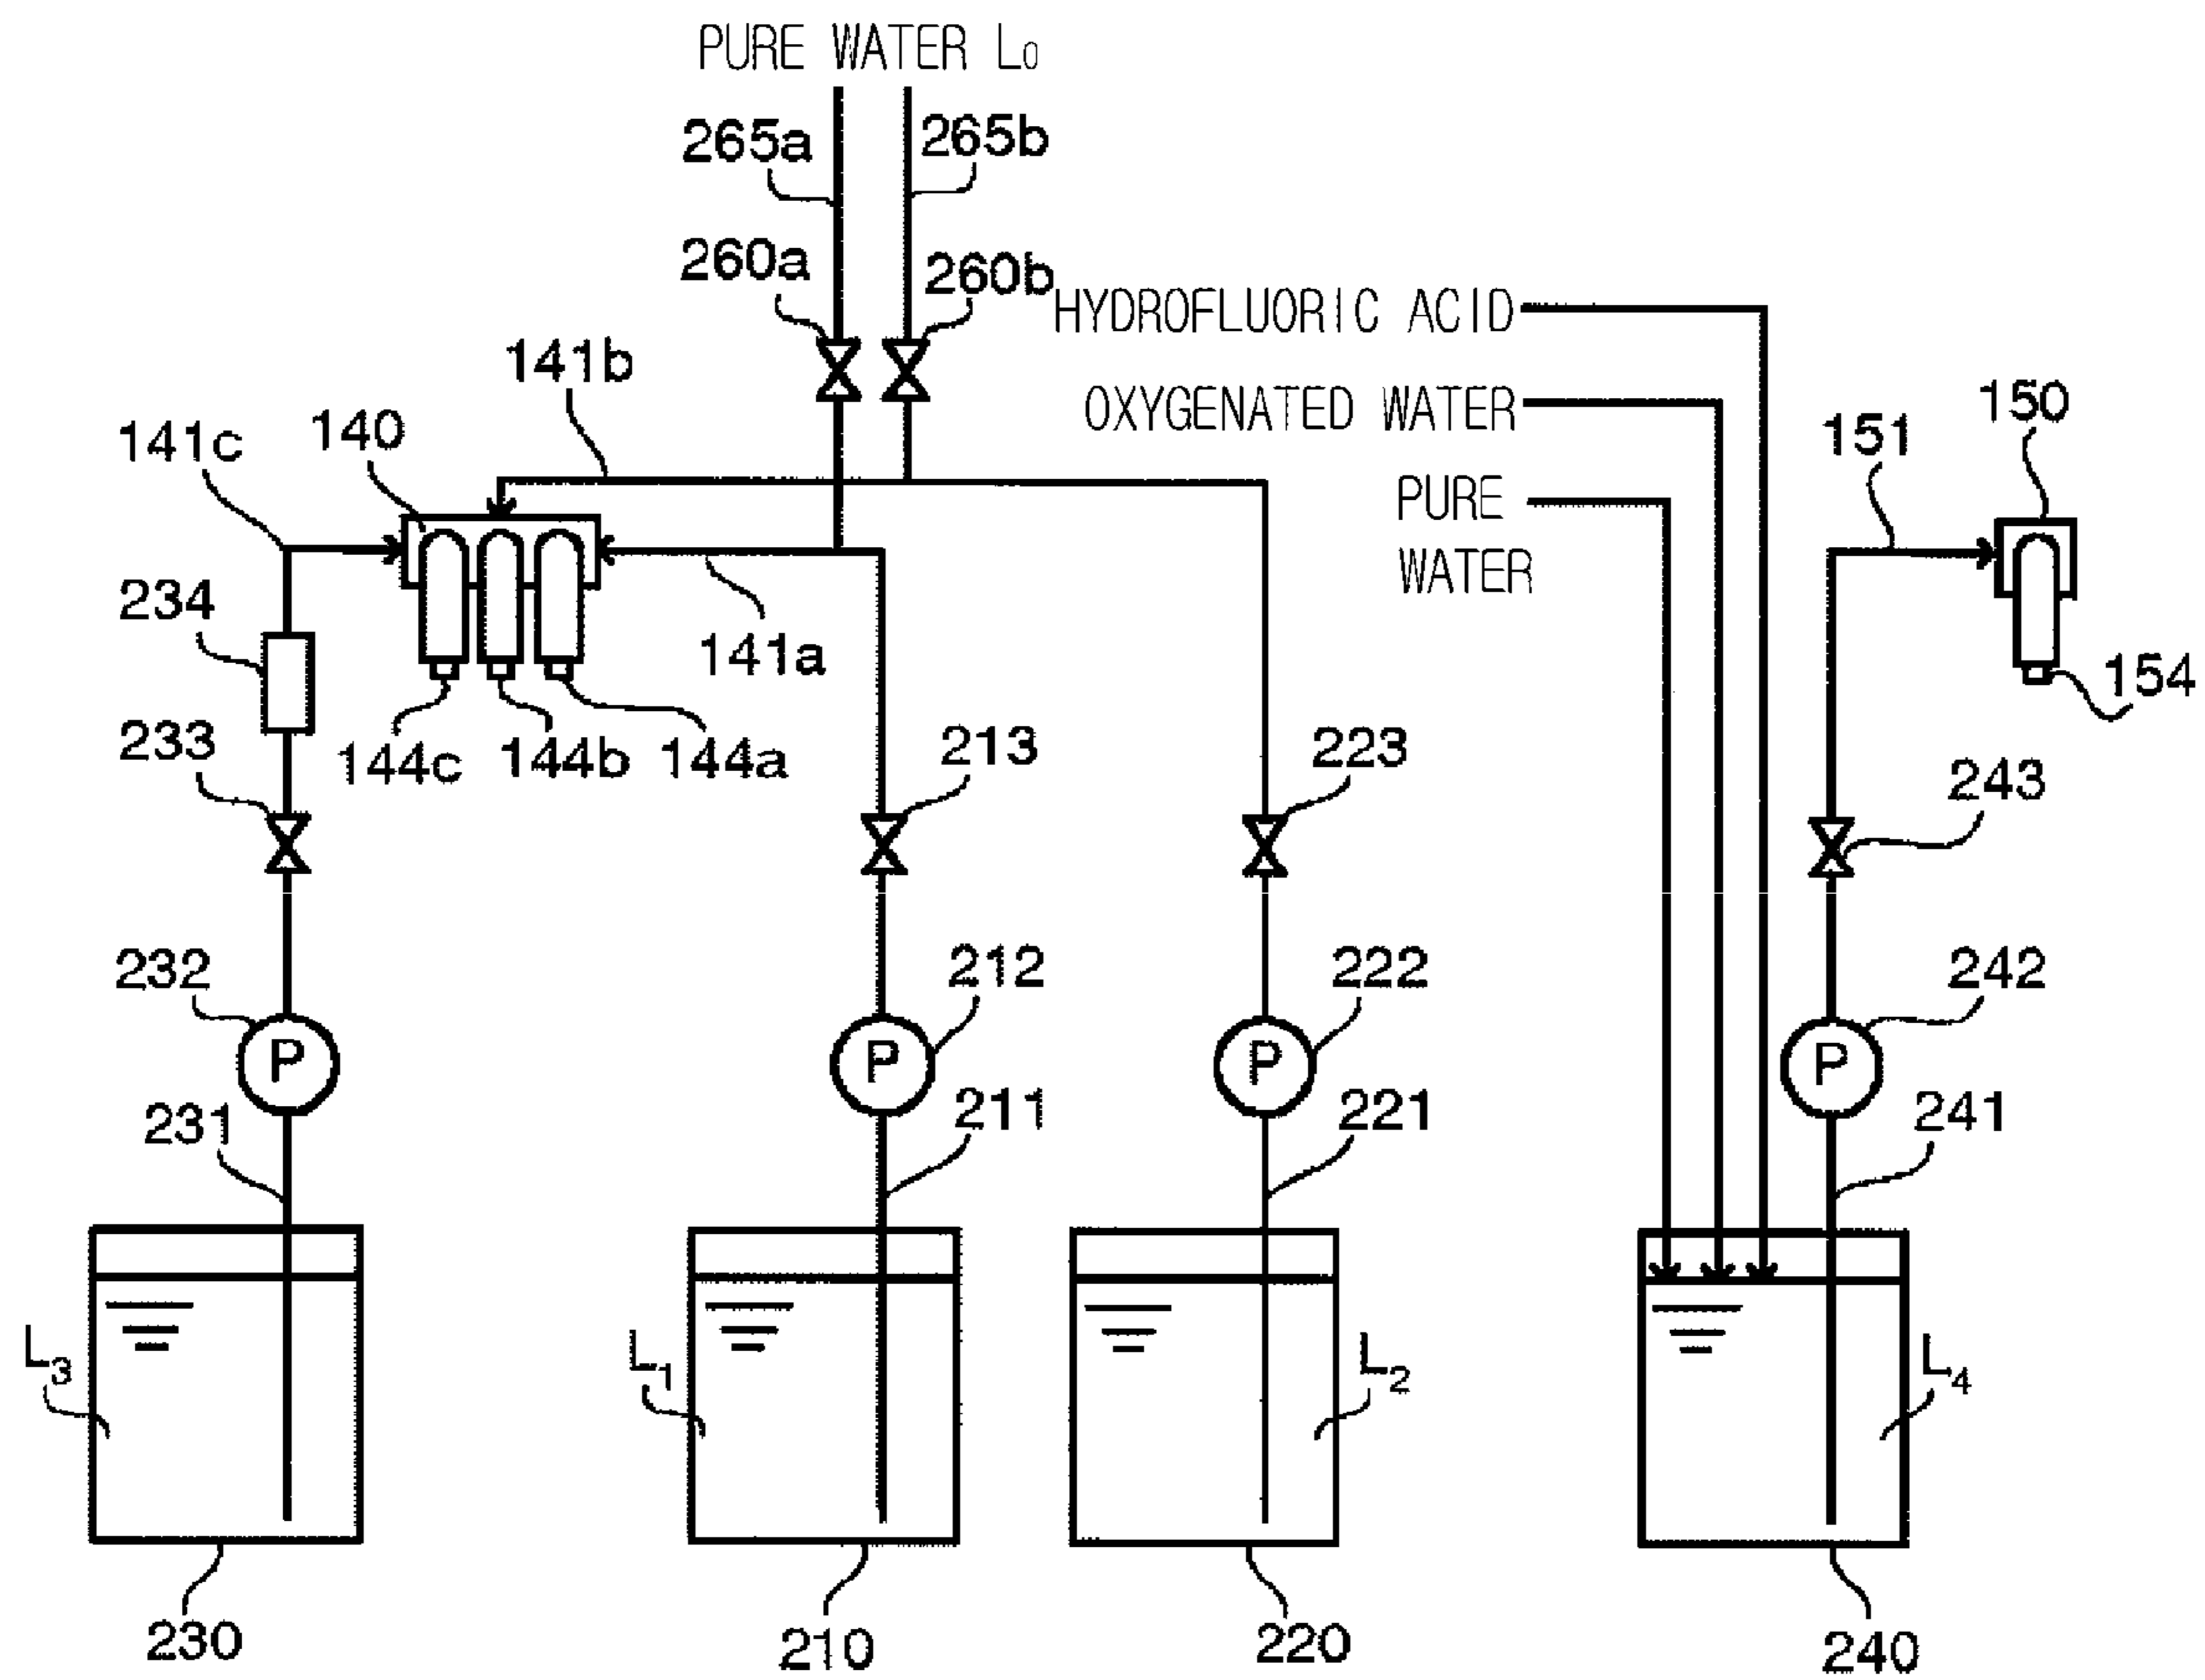 PURE WATER L0
265a 265b
260a 260b
HYDROFLUORIC ACID
141b
OXYGENATED WATER
150
141c 140
151
PURE
WATER
234
141a
154
233 144c 144b 144a 213 223 243
232 212 222 242
231 211 221 241
L3 L1 L2 L4
P P P P
230 210 220 240